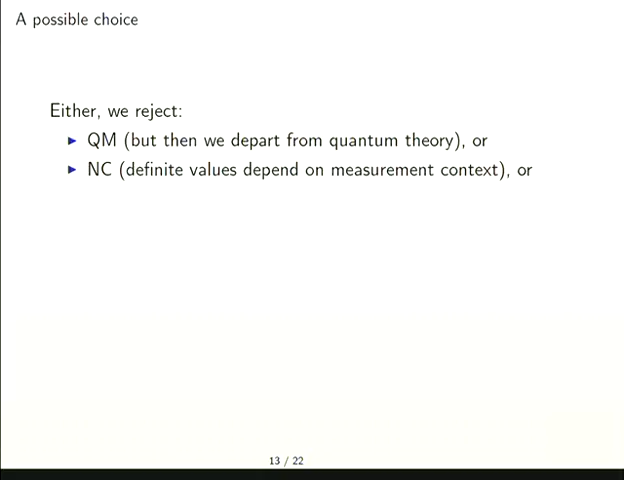 A possible choice
Either, we reject:
▶ QM (but then we depart from quantum theory), or
▶ NC (definite values depend on measurement context), or
13 / 22